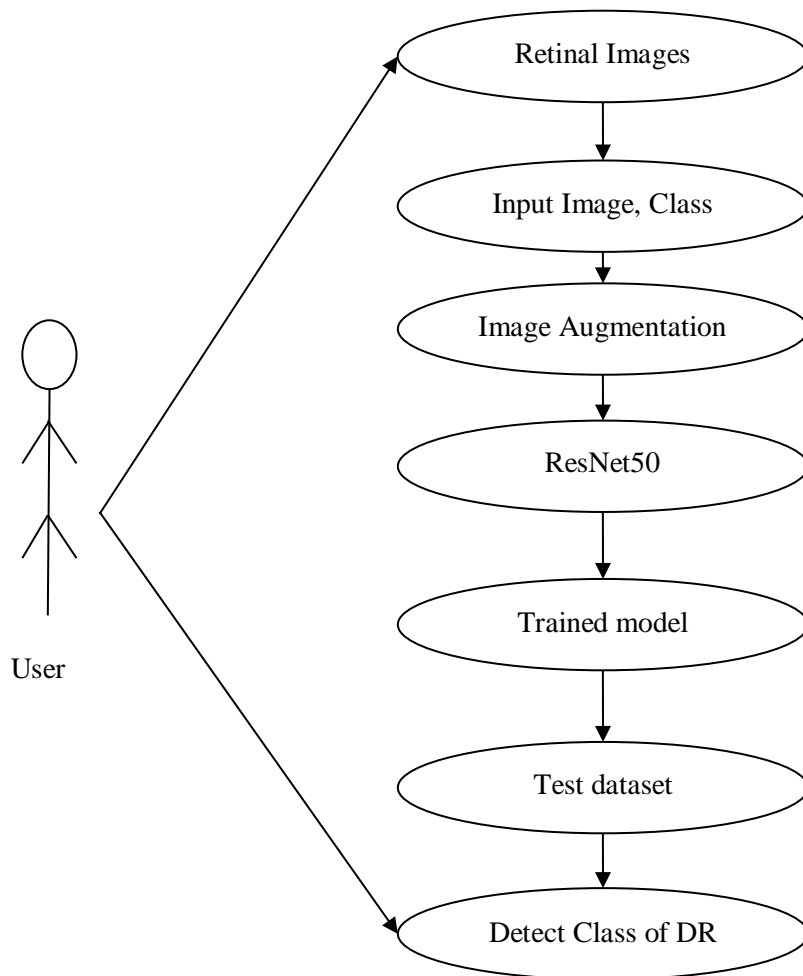 Retinal Images
Input Image, Class
Image Augmentation
ResNet50
Trained model
User
Test dataset
Detect Class of DR